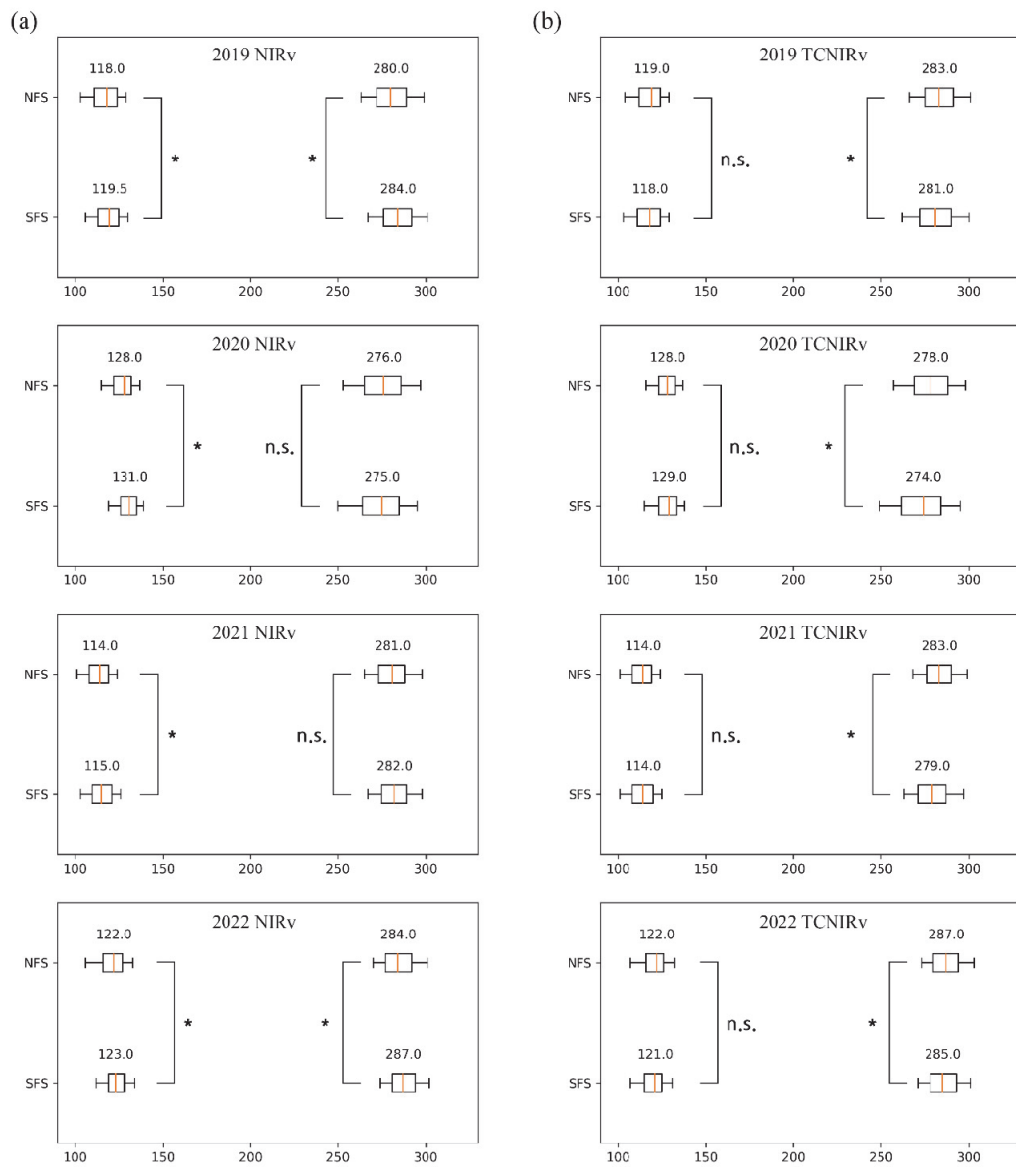 (a)
2019 NIRv
118.0 280.0
NFS
* *
119.5 284.0
SFS
100 150 200 250 300
2020 NIRv
128.0 276.0
NFS
* n.s.
131.0 275.0
SFS
100 150 200 250 300
2021 NIRv
114.0 281.0
NFS
* n.s.
115.0 282.0
SFS
100 150 200 250 300
2022 NIRv
122.0 284.0
NFS
* *
123.0 287.0
SFS
100 150 200 250 300
(b)
2019 TCNIRv
119.0 283.0
NFS
n.s. *
118.0 281.0
SFS
100 150 200 250 300
2020 TCNIRv
128.0 278.0
NFS
n.s. *
129.0 274.0
SFS
100 150 200 250 300
2021 TCNIRv
114.0 283.0
NFS
n.s. *
114.0 279.0
SFS
100 150 200 250 300
2022 TCNIRv
122.0 287.0
NFS
n.s. *
121.0 285.0
SFS
100 150 200 250 300